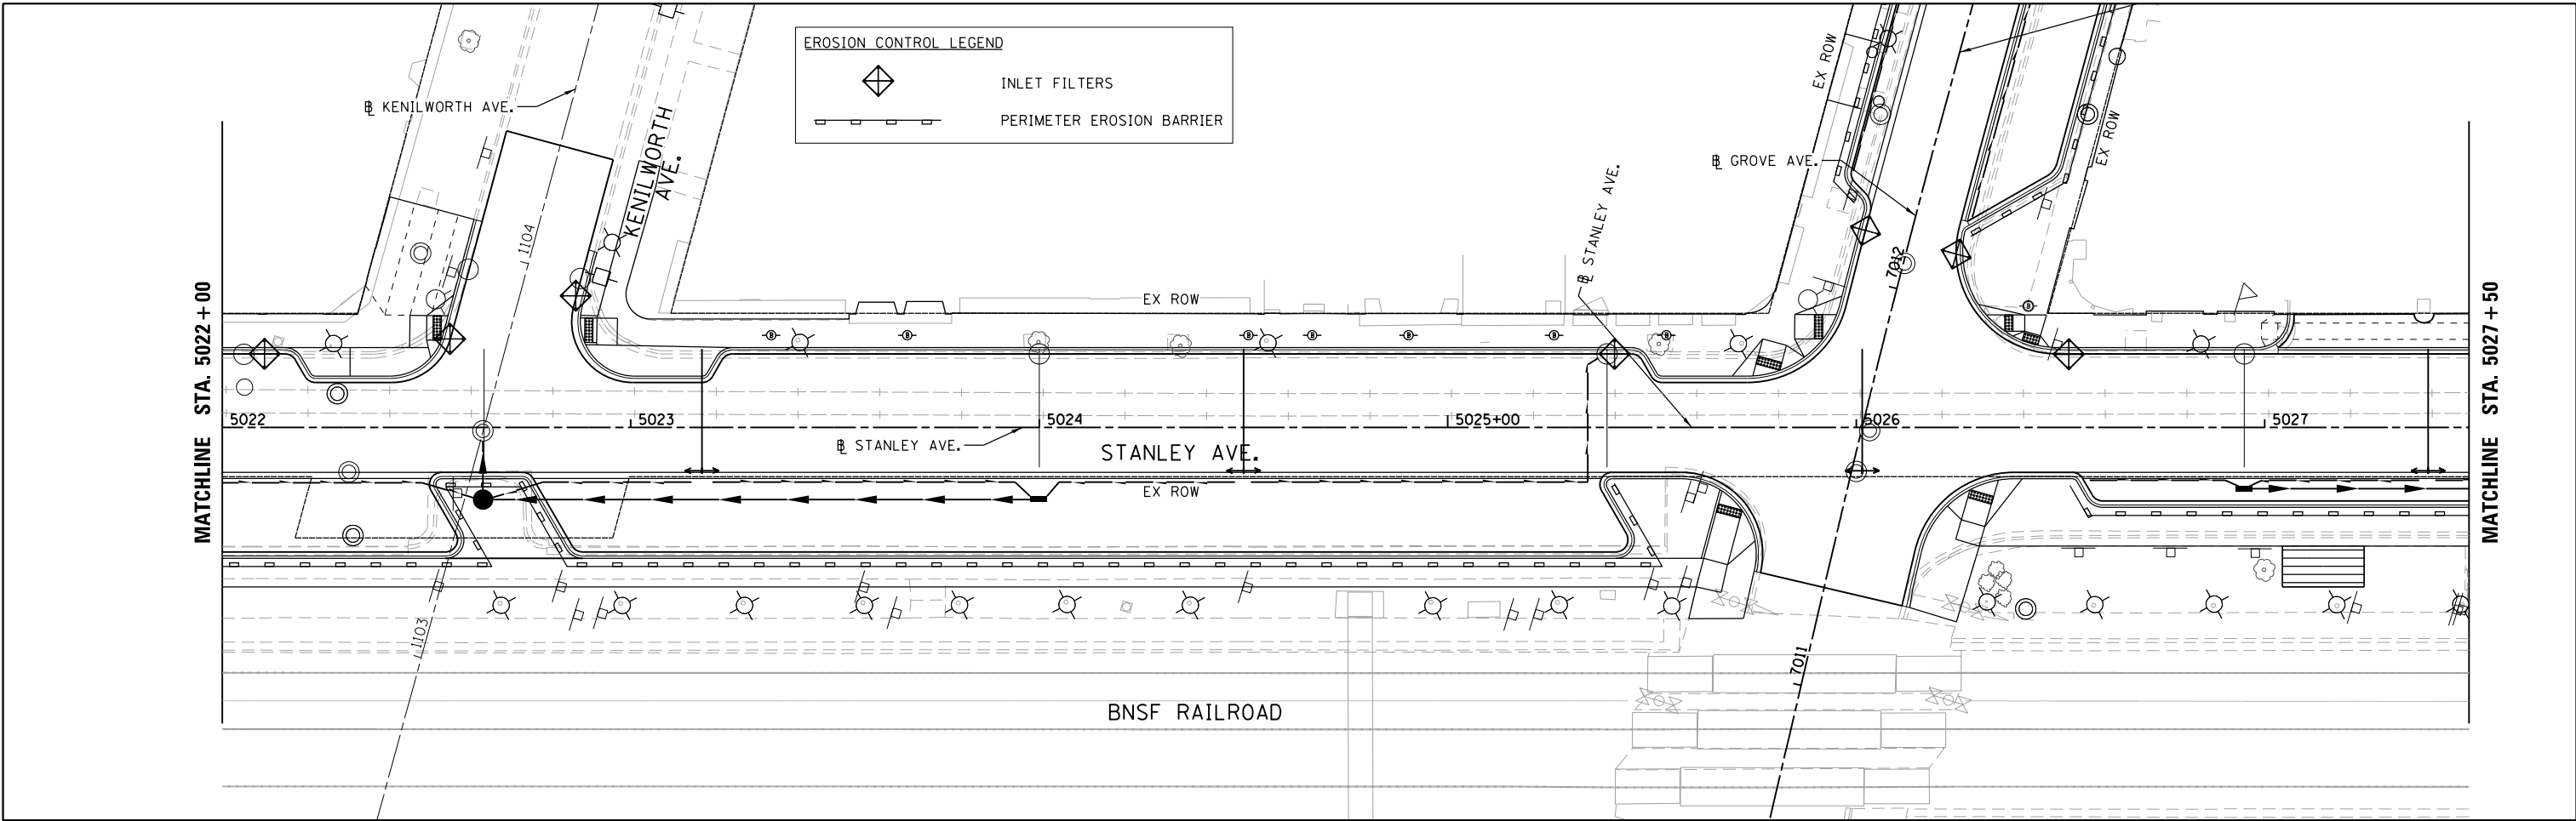 EROSION CONTROL LEGEND
INLET FILTERS
PERIMETER EROSION BARRIER
EX ROW
EX ROW
℄ KENILWORTH AVE.
KENILWORTH
AVE.
℄ GROVE AVE.
℄ STANLEY AVE.
1104
7012
MATCHLINE STA. 5022+00
MATCHLINE STA. 5027+50
EX ROW
B
B
B
B
B
B
B
B
5022
5023
5024
5025+00
5026
5027
℄ STANLEY AVE.
STANLEY AVE.
EX ROW
1103
7011
BNSF RAILROAD